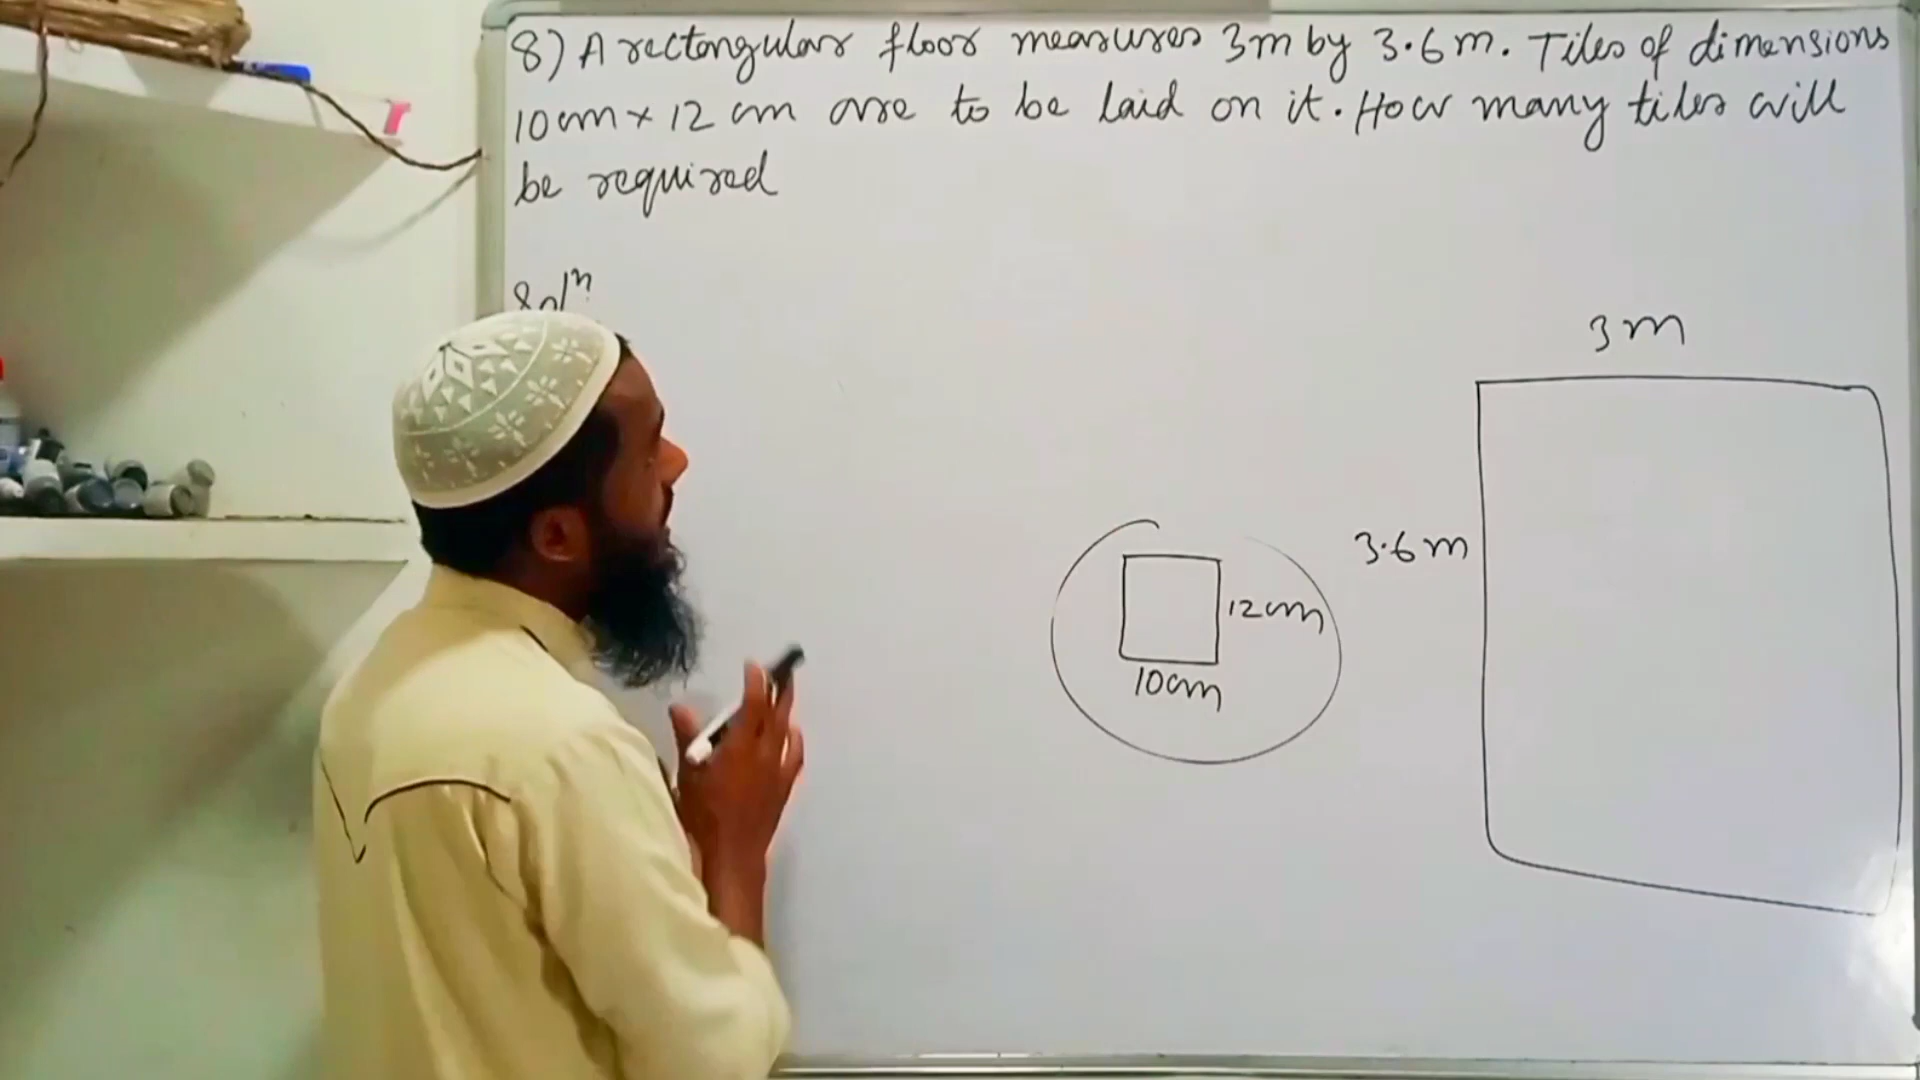 8) A rectangular floor measures 3m by 3.6m. Tiles of dimensions
10cm x 12 cm are to be laid on it. How many tiles will
be required
Solⁿ
3m
3.6m
12cm
10cm